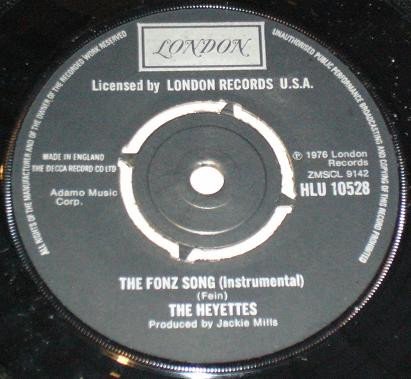 LONDON
Licensed by LONDON RECORDS U.S.A.
MADE IN ENGLAND
THE DECCA RECORD CO LTD
Adamo Music
Corp.
℗ 1976 London
Records
ZMSCL 9142
HLU 10528
THE FONZ SONG (Instrumental)
(Fein)
THE HEYETTES
Produced by Jackie Mills
ALL RIGHTS OF THE MANUFACTURER AND OF THE OWNER OF THE RECORDED WORK RESERVED
UNAUTHORISED PUBLIC PERFORMANCE BROADCASTING AND COPYING OF THIS RECORD PROHIBITED